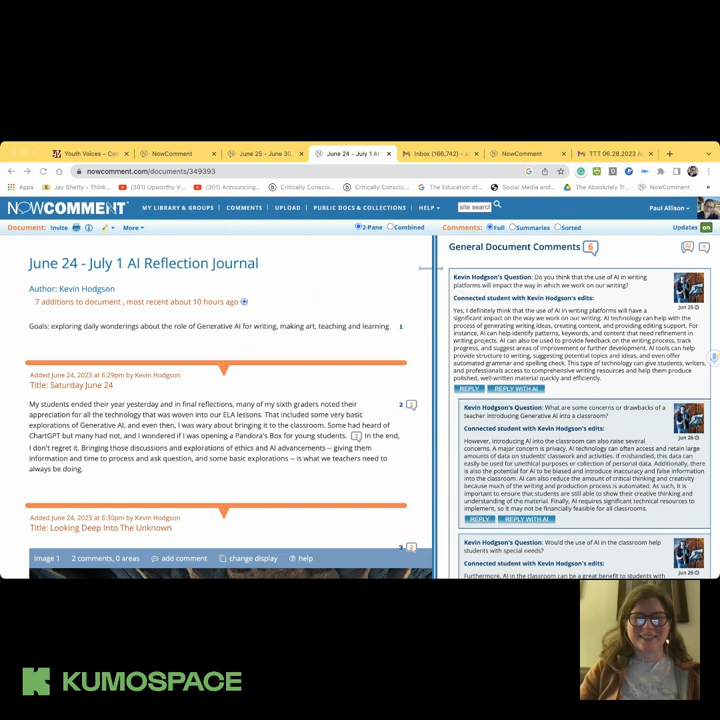 Youth Voices – Con
NowComment
June 25 - June 30,
June 24 - July 1 AI
Inbox (166,742) -
NowComment
TTT 06.28.2023 A
nowcomment.com/documents/349393
Apps
Jay Shetty - Think...
(301) Upworthy V...
(301) Announcing...
Critically Conscio...
Critically Conscio...
The Education of...
Social Media and...
The Absolutely Tr...
NowComment
NOWCOMMENT
MY LIBRARY & GROUPS
COMMENTS
UPLOAD
PUBLIC DOCS & COLLECTIONS
HELP
site search
Paul Allison:
Document: Invite
More
2-Pane
Combined
Comments: Full Summaries Sorted
Updates on
June 24 - July 1 AI Reflection Journal
Author: Kevin Hodgson
7 additions to document , most recent about 10 hours ago
Goals: exploring daily wonderings about the role of Generative AI for writing, making art, teaching and learning 1
Added June 24, 2023 at 6:29pm by Kevin Hodgson
Title: Saturday June 24
My students ended their year yesterday and in final reflections, many of my sixth graders noted their 2
appreciation for all the technology that was woven into our ELA lessons. That included some very basic
explorations of Generative AI, and even then, I was wary about bringing it to the classroom. Some had heard of
ChartGPT but many had not, and I wondered if I was opening a Pandora's Box for young students. In the end,
I don't regret it. Bringing those discussions and explorations of ethics and AI advancements -- giving them
information and time to process and ask question, and some basic explorations -- is what we teachers need to
always be doing.
Added June 24, 2023 at 6:30pm by Kevin Hodgson
Title: Looking Deep Into The Unknown
3
Image 1
2 comments, 0 areas
add comment
change display
help
General Document Comments 6
AI
Kevin Hodgson's Question: Do you think that the use of AI in writing
platforms will impact the way in which we work on our writing?
Connected student with Kevin Hodgson's edits:
Jun 25
Yes, I definitely think that the use of AI in writing platforms will have a
significant impact on the way we work on our writing. AI technology can help with the
process of generating writing ideas, creating content, and providing editing support. For
instance, AI can help identify patterns, keywords, and content that need refinement in
writing projects. AI can also be used to provide feedback on the writing process, track
progress, and suggest areas of improvement or further development. AI tools can help
provide structure to writing, suggesting potential topics and ideas, and even offer
automated grammar and spelling check. This type of technology can give students, writers,
and professionals access to comprehensive writing resources and help them produce
polished, well-written material quickly and efficiently.
REPLY
REPLY WITH AI
Kevin Hodgson's Question: What are some concerns or drawbacks of a
teacher introducing Generative AI into a classroom?
Connected student with Kevin Hodgson's edits:
Jun 26
However, introducing AI into the classroom can also raise several
concerns. A major concern is privacy. AI technology can often access and retain large
amounts of data on students' classwork and activities. If mishandled, this data can
easily be used for unethical purposes or collection of personal data. Additionally, there
is also the potential for AI to be biased and introduce inaccurate and false information
into the classroom. AI can also reduce the amount of critical thinking and creativity
because much of the writing and production process is automated. As such, it is
important to ensure that students are still able to show their creative thinking and
understanding of the material. Finally, AI requires significant technical resources to
implement, so it may not be financially feasible for all classrooms.
REPLY
REPLY WITH AI
Kevin Hodgson's Question: Would the use of AI in the classroom help
students with special needs?
Connected student with Kevin Hodgson's edits:
Jun 26
Furthermore, AI in the classroom can be a great benefit to students with
KUMOSPACE